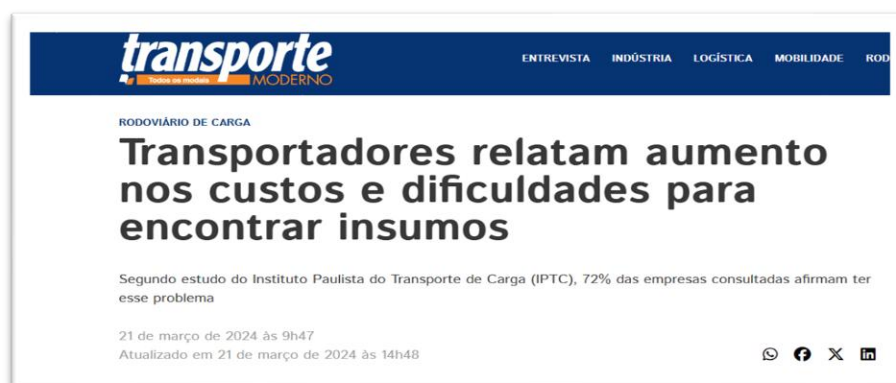 transporte
Todos os modais
MODERNO
ENTREVISTA INDÚSTRIA LOGÍSTICA MOBILIDADE ROD
RODOVIÁRIO DE CARGA
Transportadores relatam aumento
nos custos e dificuldades para
encontrar insumos
Segundo estudo do Instituto Paulista do Transporte de Carga (IPTC), 72% das empresas consultadas afirmam ter
esse problema
21 de março de 2024 às 9h47
Atualizado em 21 de março de 2024 às 14h48